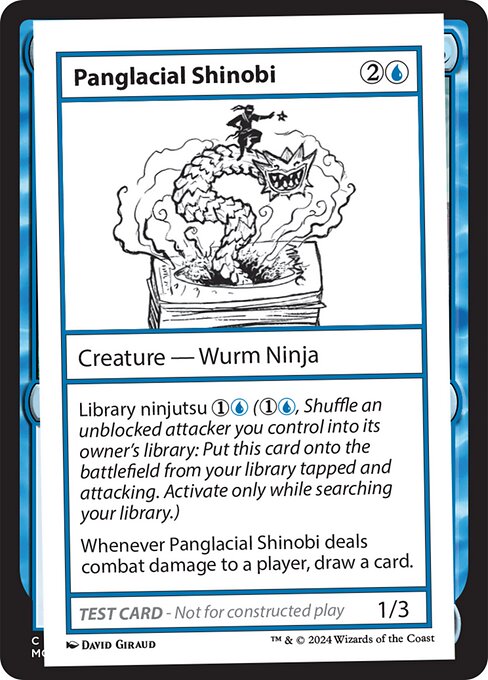 Panglacial Shinobi 2
Creature — Wurm Ninja
Library ninjutsu 1 (1, Shuffle an
unblocked attacker you control into its
owner's library: Put this card onto the
battlefield from your library tapped and
attacking. Activate only while searching
your library.)
Whenever Panglacial Shinobi deals
combat damage to a player, draw a card.
TEST CARD - Not for constructed play 1/3
DAVID GIRAUD ™ & © 2024 Wizards of the Coast
C